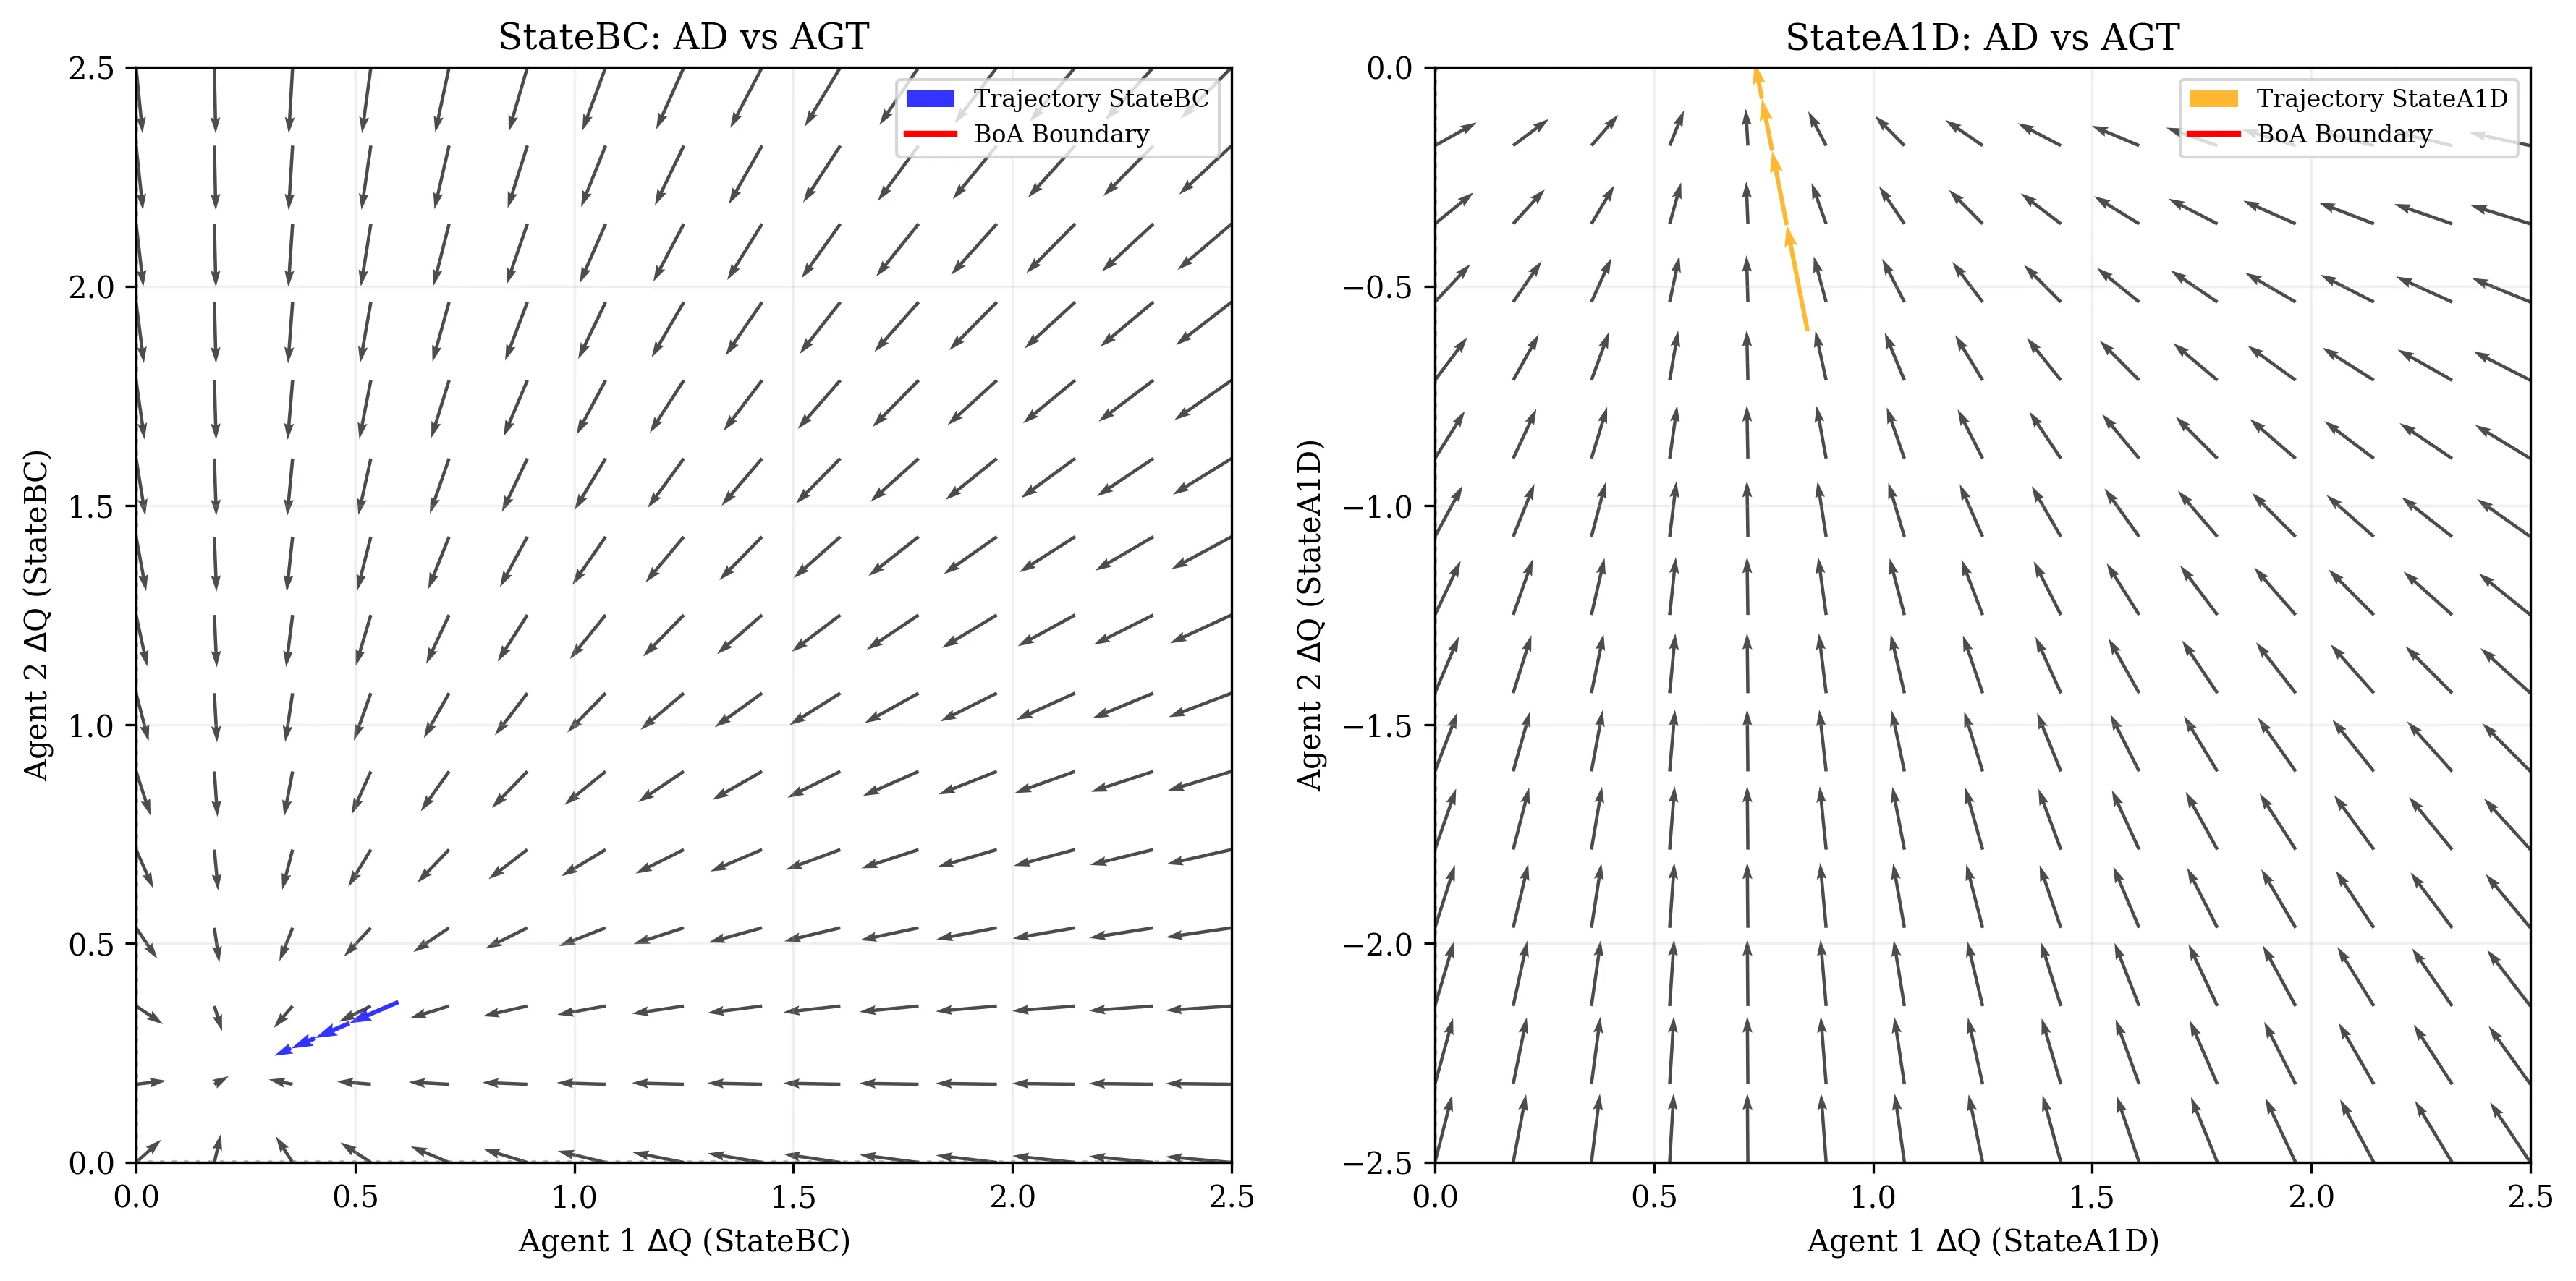 StateBC: AD vs AGT
2.5
2.0
1.5
1.0
0.5
0.0
0.0
0.5
1.0
1.5
2.0
2.5
Agent 1 ΔQ (StateBC)
Agent 2 ΔQ (StateBC)
Trajectory StateBC
BoA Boundary
StateA1D: AD vs AGT
0.0
−0.5
−1.0
−1.5
−2.0
−2.5
0.0
0.5
1.0
1.5
2.0
2.5
Agent 1 ΔQ (StateA1D)
Agent 2 ΔQ (StateA1D)
Trajectory StateA1D
BoA Boundary